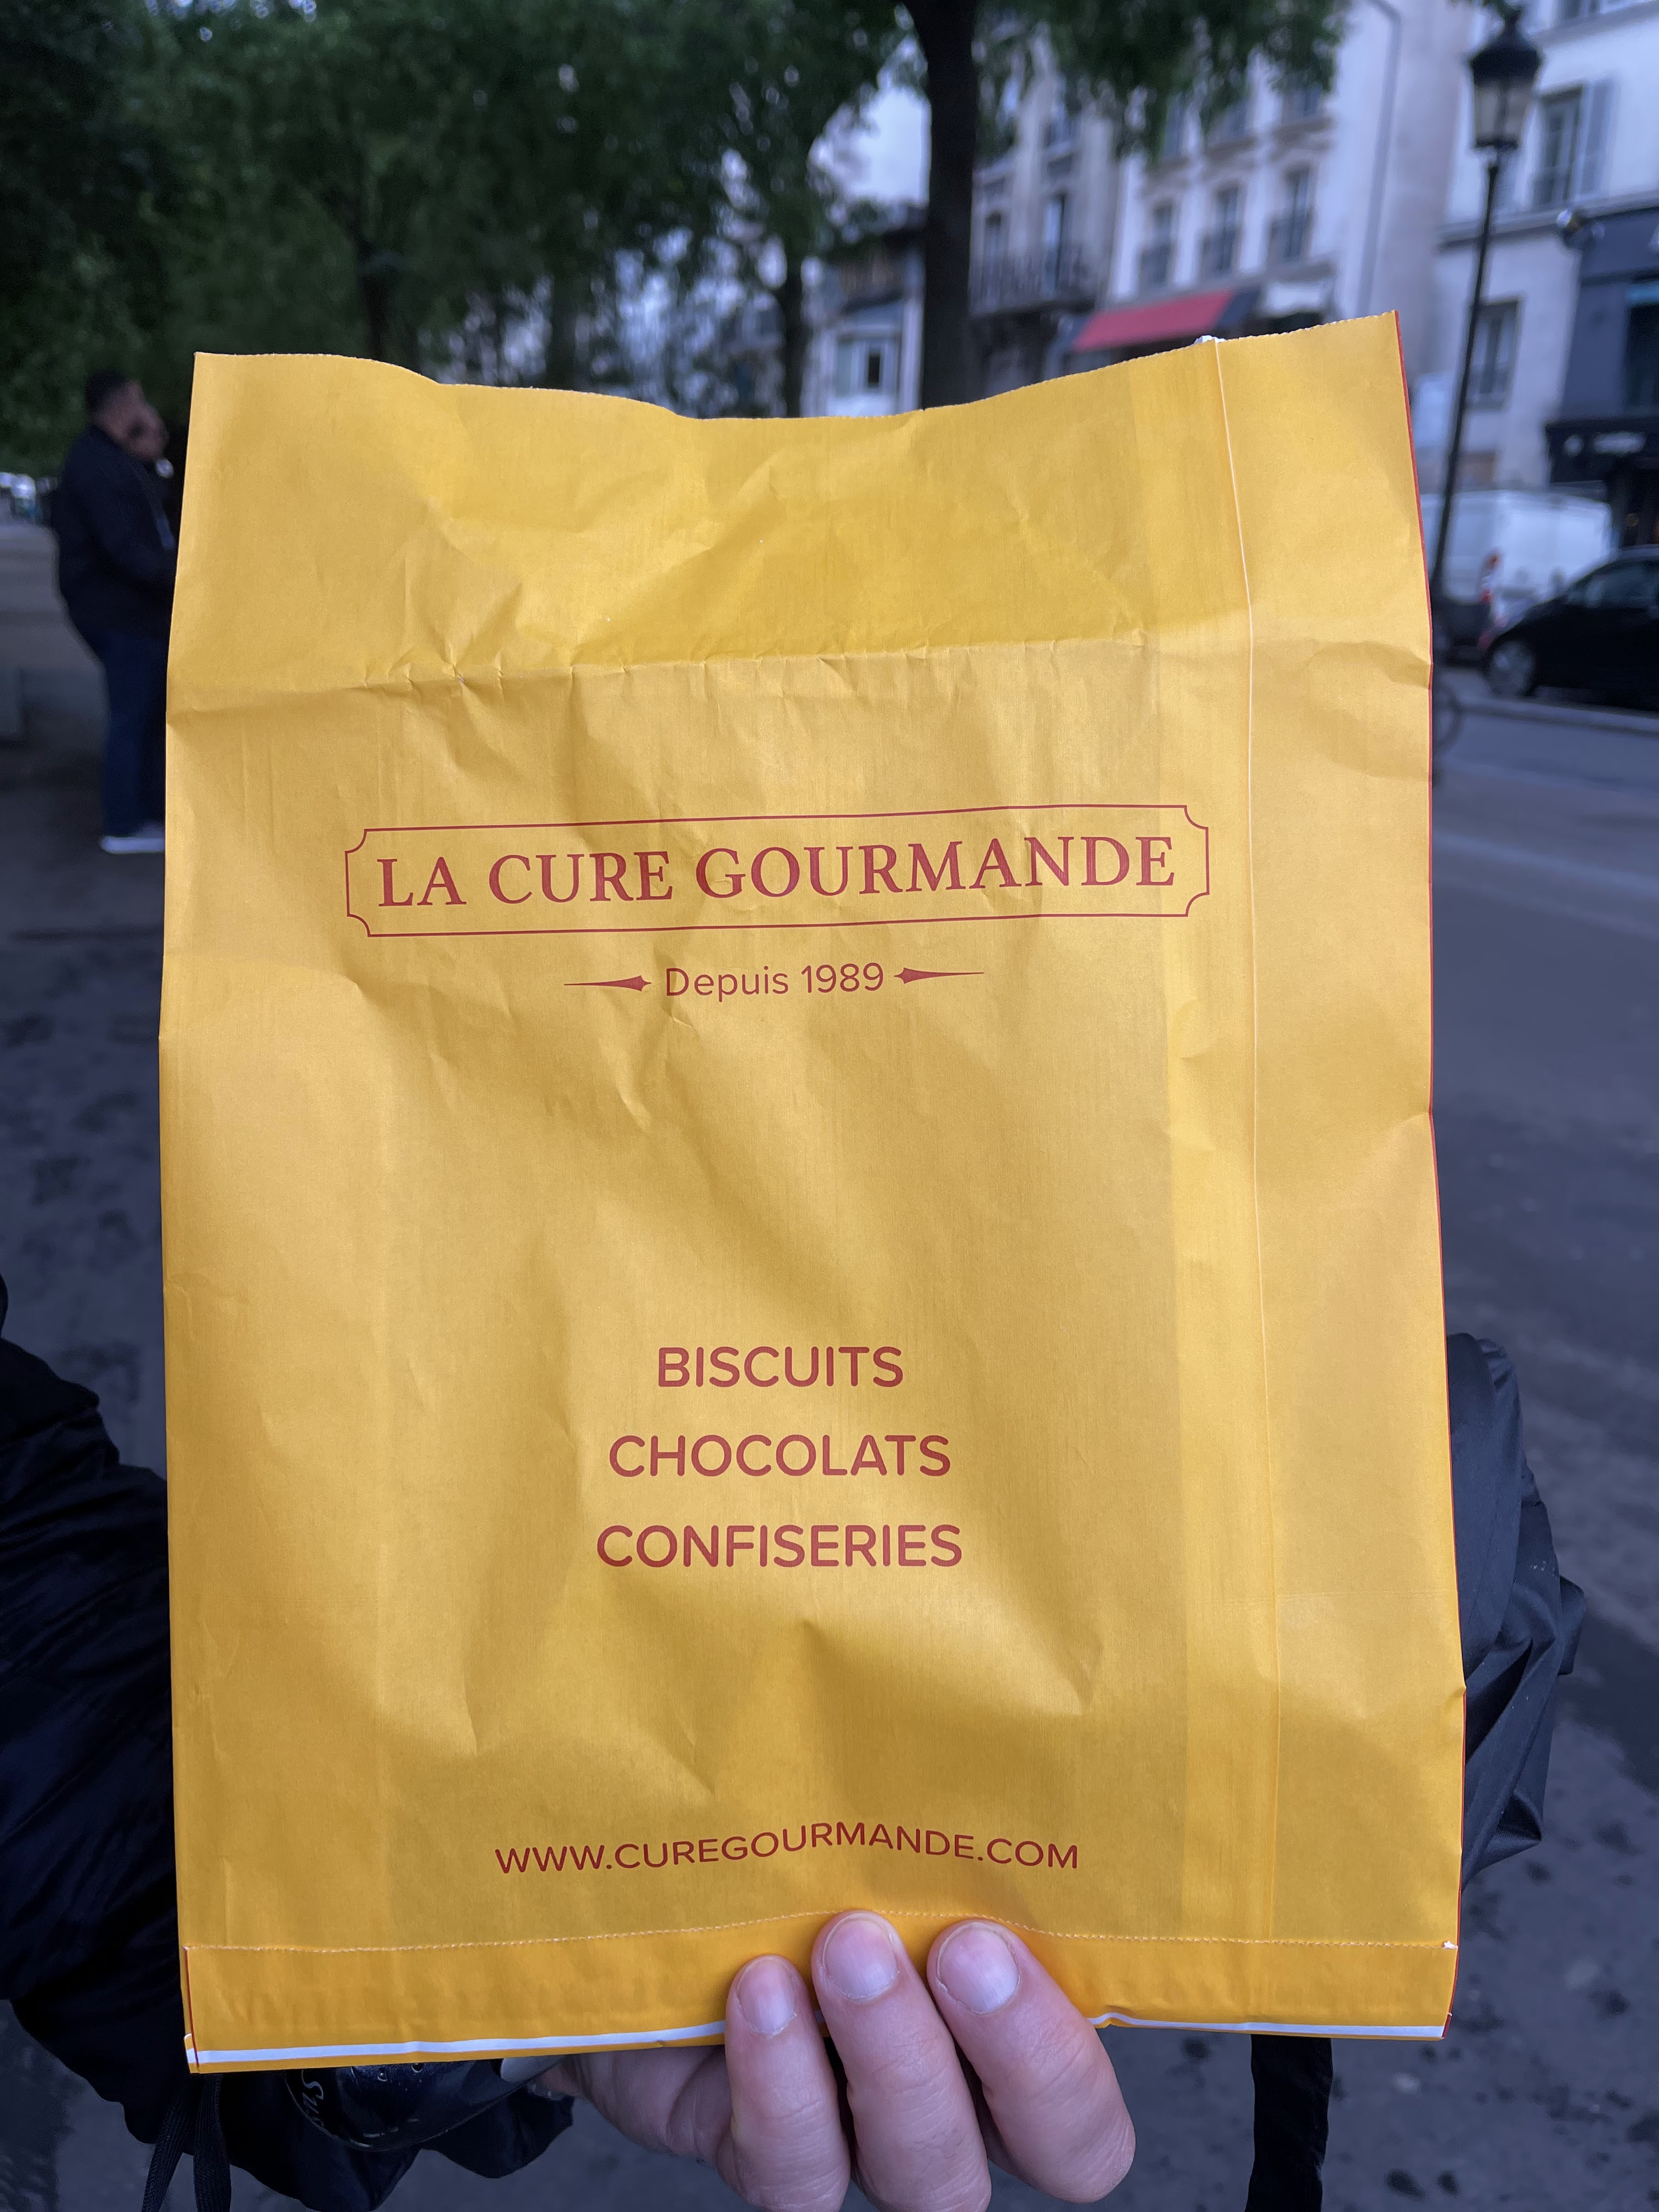 LA CURE GOURMANDE
Depuis 1989
BISCUITS
CHOCOLATS
CONFISERIES
WWW.CUREGOURMANDE.COM